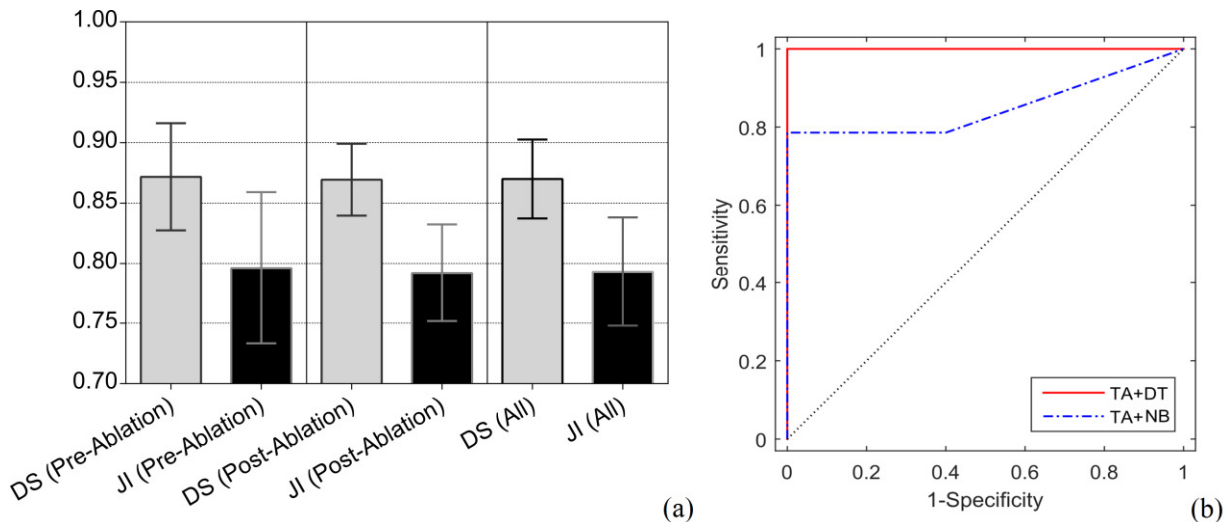 1.00
0.95
0.90
0.85
0.80
0.75
0.70
DS (Pre-Ablation)
JI (Pre-Ablation)
DS (Post-Ablation)
JI (Post-Ablation)
DS (All)
JI (All)
(a)
1
0.8
0.6
0.4
0.2
0
Sensitivity
TA+DT
TA+NB
0 0.2 0.4 0.6 0.8 1
1-Specificity
(b)